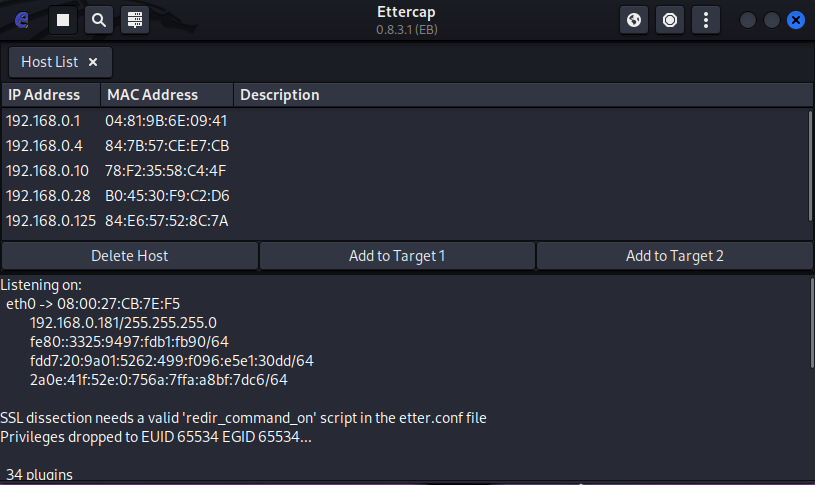 Ettercap
0.8.3.1 (EB)
Host List ×
IP Address MAC Address Description
192.168.0.1 04:81:9B:6E:09:41
192.168.0.4 84:7B:57:CE:E7:CB
192.168.0.10 78:F2:35:58:C4:4F
192.168.0.28 B0:45:30:F9:C2:D6
192.168.0.125 84:E6:57:52:8C:7A
Delete Host Add to Target 1 Add to Target 2
Listening on:
eth0 -> 08:00:27:CB:7E:F5
192.168.0.181/255.255.255.0
fe80::3325:9497:fdb1:fb90/64
fdd7:20:9a01:5262:499:f096:e5e1:30dd/64
2a0e:41f:52e:0:756a:7ffa:a8bf:7dc6/64
SSL dissection needs a valid 'redir_command_on' script in the etter.conf file
Privileges dropped to EUID 65534 EGID 65534...
34 plugins